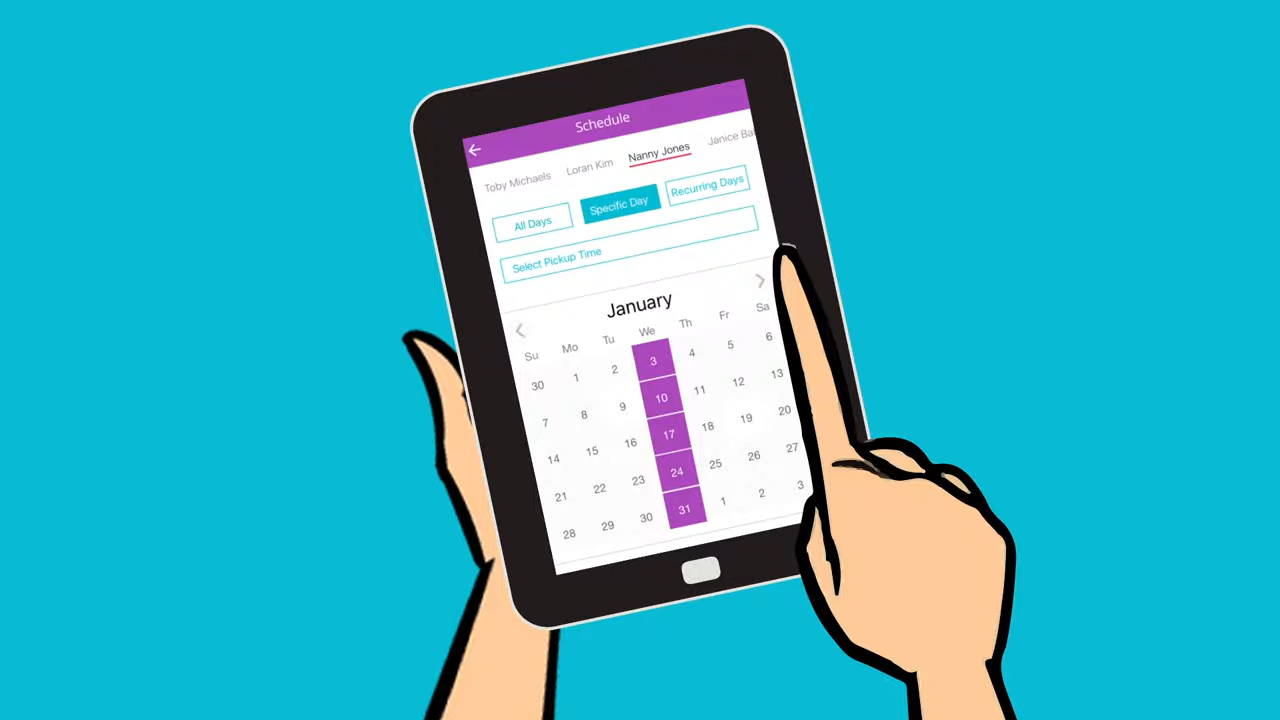 Schedule
Toby Michaels Loran Kim Nanny Jones Janice Ba
All Days Specific Day Recurring Days
Select Pickup Time
January
Su Mo Tu We Th Fr Sa
30 1 2 3 4 5 6
7 8 9 10 11 12 13
14 15 16 17 18 19 20
21 22 23 24 25 26 27
28 29 30 31 1 2 3